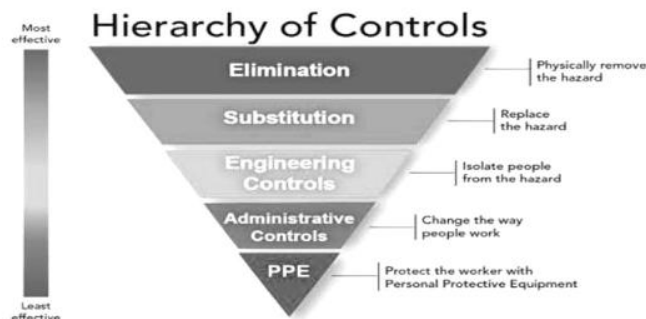 Hierarchy of Controls
Most
effective
Elimination
Physically remove
the hazard
Substitution
Replace
the hazard
Engineering
Controls
Isolate people
from the hazard
Administrative
Controls
Change the way
people work
PPE
Protect the worker with
Personal Protective Equipment
Least
effective